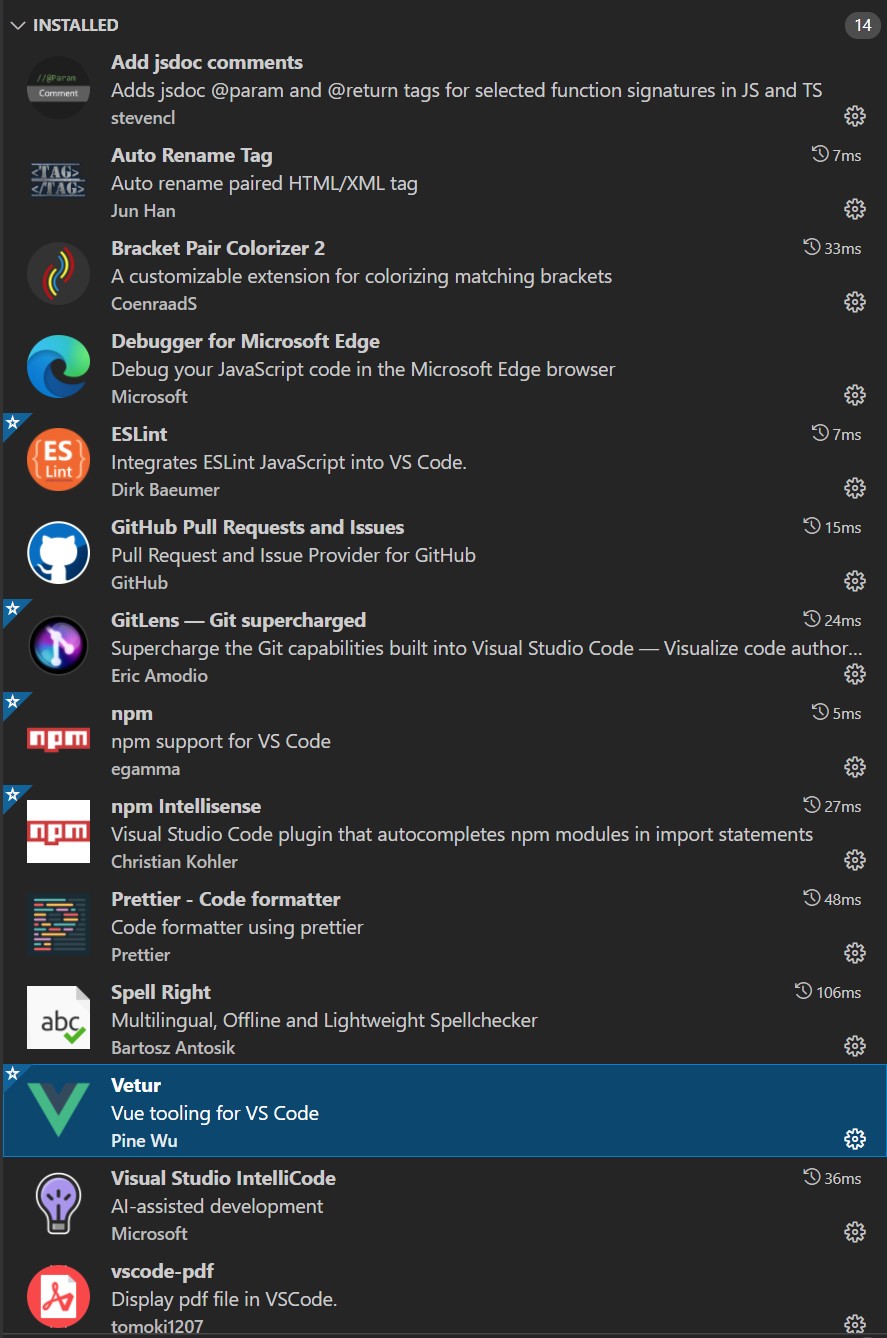 INSTALLED 14
//@Param
Comment
Add jsdoc comments
Adds jsdoc @param and @return tags for selected function signatures in JS and TS
stevencl
<TAG>
</TAG>
Auto Rename Tag 7ms
Auto rename paired HTML/XML tag
Jun Han
Bracket Pair Colorizer 2 33ms
A customizable extension for colorizing matching brackets
CoenraadS
Debugger for Microsoft Edge
Debug your JavaScript code in the Microsoft Edge browser
Microsoft
{ES}
Lint
ESLint 7ms
Integrates ESLint JavaScript into VS Code.
Dirk Baeumer
GitHub Pull Requests and Issues 15ms
Pull Request and Issue Provider for GitHub
GitHub
GitLens — Git supercharged 24ms
Supercharge the Git capabilities built into Visual Studio Code — Visualize code author...
Eric Amodio
npm
npm 5ms
npm support for VS Code
egamma
npm
npm Intellisense 27ms
Visual Studio Code plugin that autocompletes npm modules in import statements
Christian Kohler
Prettier - Code formatter 48ms
Code formatter using prettier
Prettier
abc
Spell Right 106ms
Multilingual, Offline and Lightweight Spellchecker
Bartosz Antosik
Vetur
Vue tooling for VS Code
Pine Wu
Visual Studio IntelliCode 36ms
AI-assisted development
Microsoft
vscode-pdf
Display pdf file in VSCode.
tomoki1207